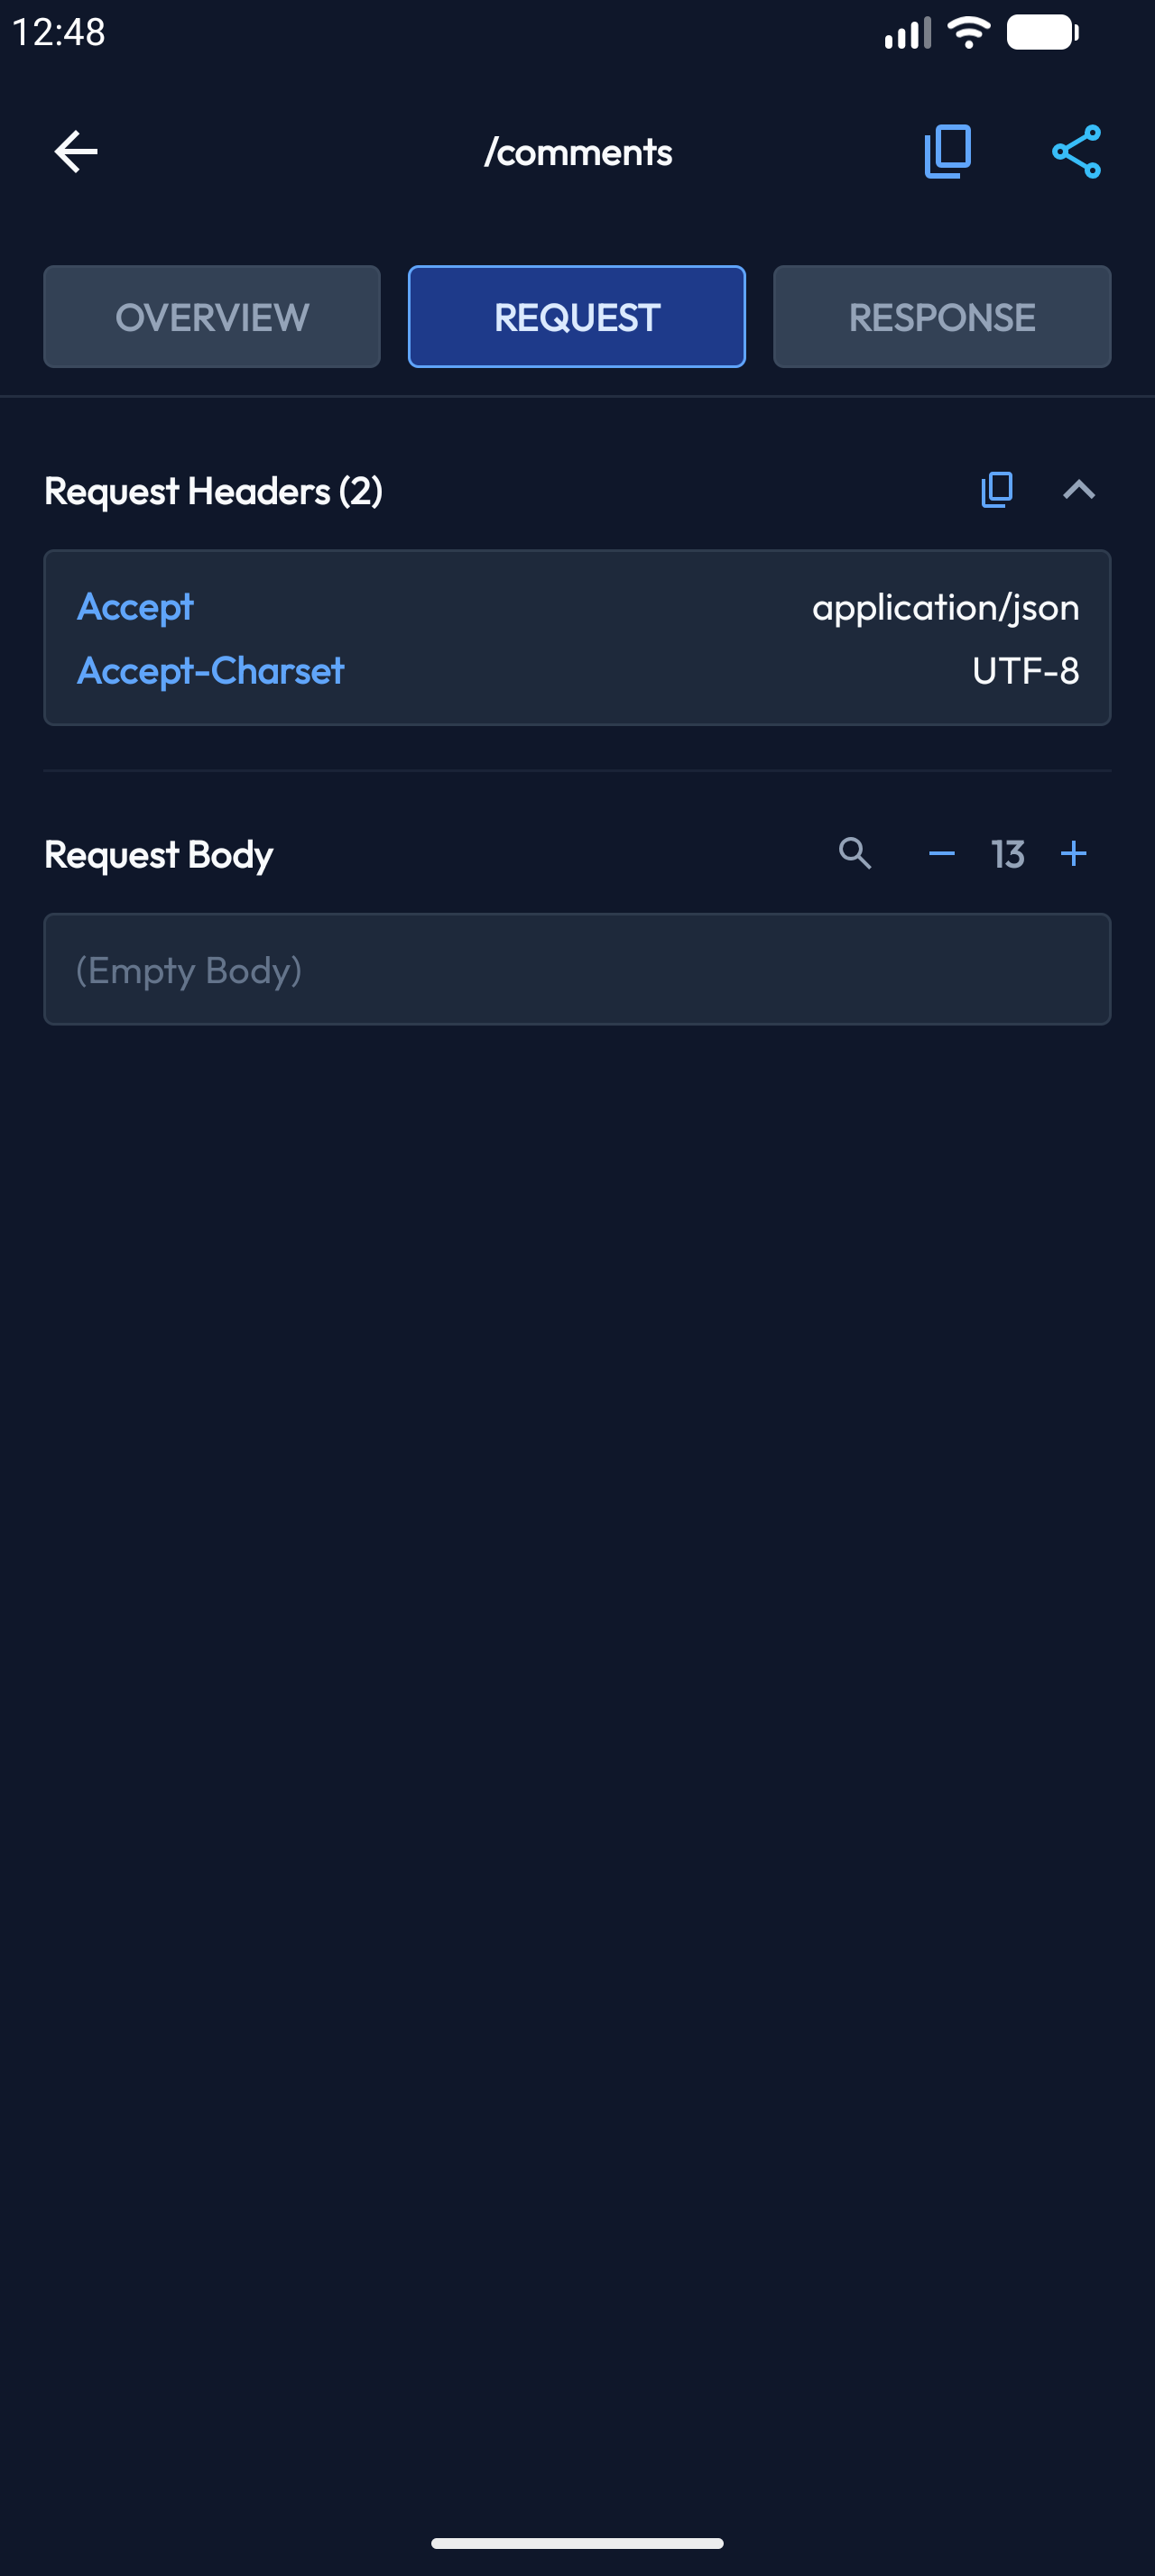 12:48
/comments
OVERVIEW REQUEST RESPONSE
Request Headers (2)
Accept application/json
Accept-Charset UTF-8
Request Body 13
(Empty Body)